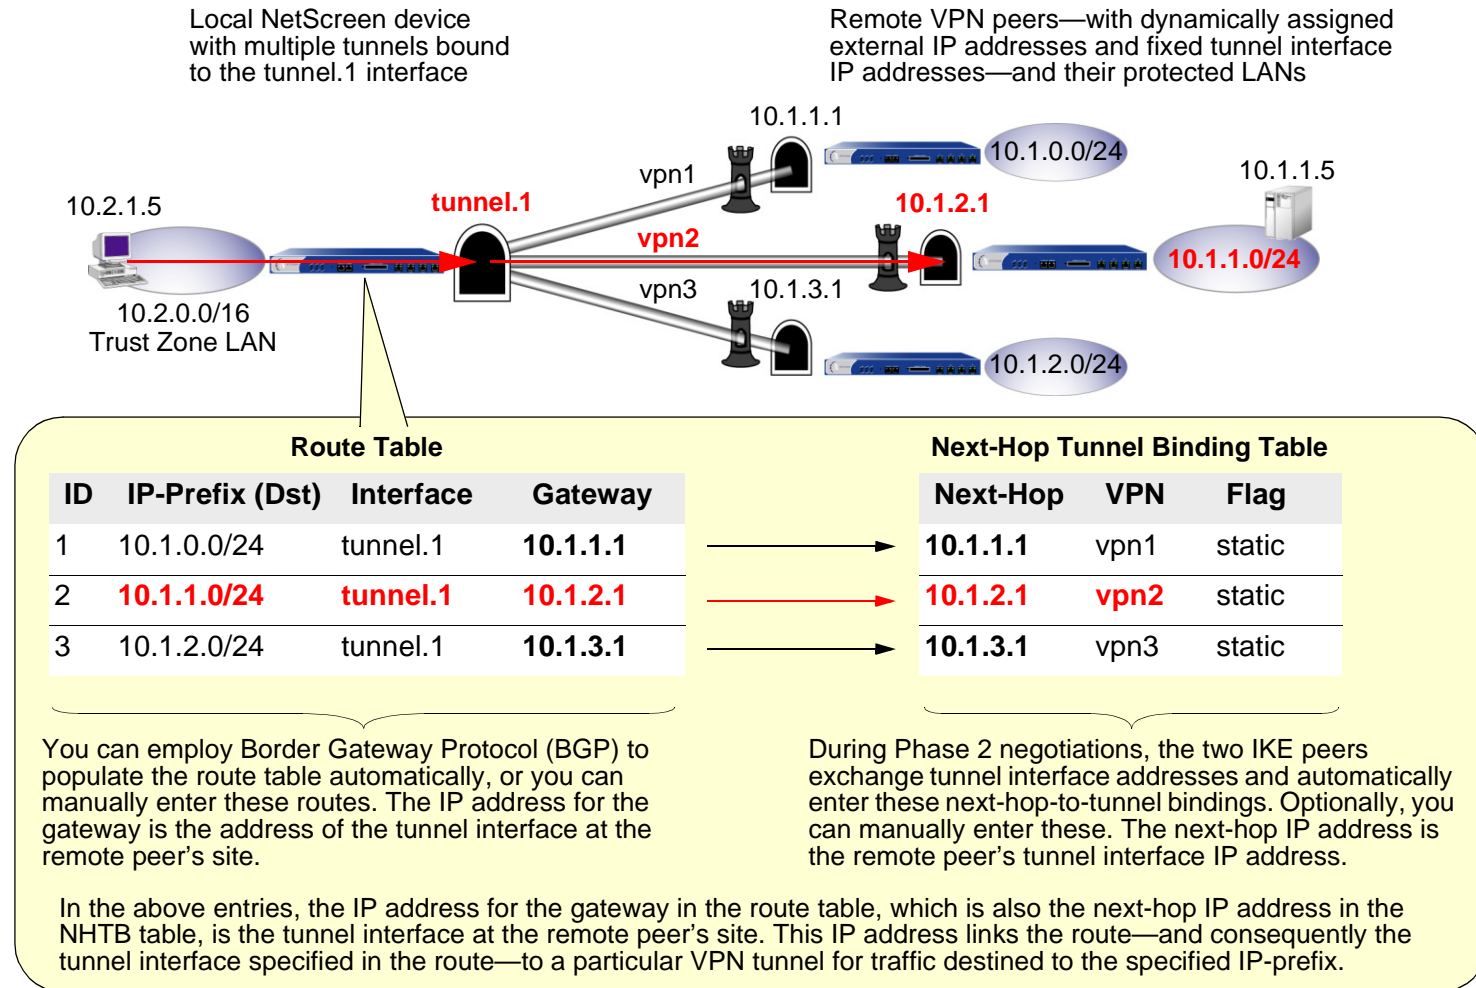 Local NetScreen device
with multiple tunnels bound
to the tunnel.1 interface
Remote VPN peers—with dynamically assigned
external IP addresses and fixed tunnel interface
IP addresses—and their protected LANs
10.1.1.1
10.1.0.0/24
vpn1
10.1.1.5
10.2.1.5
tunnel.1
10.1.2.1
vpn2
10.1.1.0/24
vpn3
10.1.3.1
10.2.0.0/16
Trust Zone LAN
10.1.2.0/24
Route Table
ID IP-Prefix (Dst) Interface Gateway
1 10.1.0.0/24 tunnel.1 10.1.1.1
2 10.1.1.0/24 tunnel.1 10.1.2.1
3 10.1.2.0/24 tunnel.1 10.1.3.1
Next-Hop Tunnel Binding Table
Next-Hop VPN Flag
10.1.1.1 vpn1 static
10.1.2.1 vpn2 static
10.1.3.1 vpn3 static
You can employ Border Gateway Protocol (BGP) to
populate the route table automatically, or you can
manually enter these routes. The IP address for the
gateway is the address of the tunnel interface at the
remote peer's site.
During Phase 2 negotiations, the two IKE peers
exchange tunnel interface addresses and automatically
enter these next-hop-to-tunnel bindings. Optionally, you
can manually enter these. The next-hop IP address is
the remote peer's tunnel interface IP address.
In the above entries, the IP address for the gateway in the route table, which is also the next-hop IP address in the
NHTB table, is the tunnel interface at the remote peer's site. This IP address links the route—and consequently the
tunnel interface specified in the route—to a particular VPN tunnel for traffic destined to the specified IP-prefix.